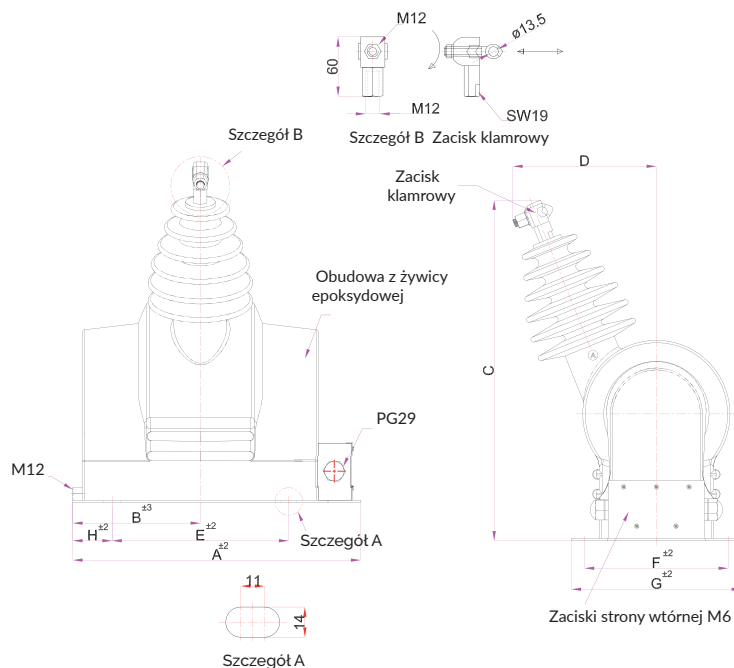 M12
60
M12
Szczegół B
Zacisk klamrowy
ø13.5
SW19
Szczegół B
Zacisk
klamrowy
D
Obudowa z żywicy
epoksydowej
C
A
PG29
M12
B ±3
H ±2
E ±2
A ±2
Szczegół A
F ±2
G ±2
Zaciski strony wtórnej M6
11
14
Szczegół A